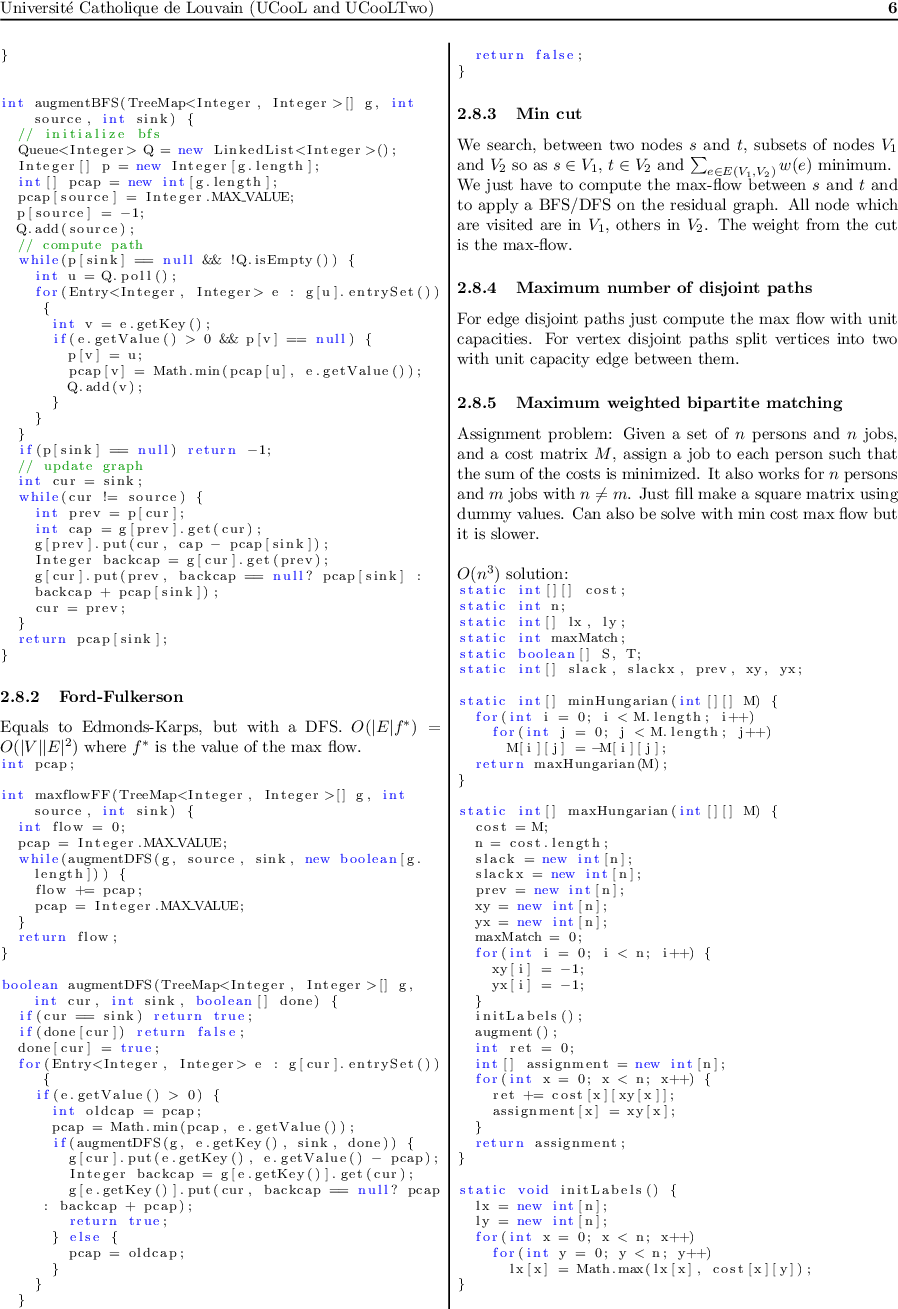 Université Catholique de Louvain (UCooL and UCooLTwo) 6
}
int augmentBFS(TreeMap<Integer, Integer>[] g, int
source, int sink) {
// initialize bfs
Queue<Integer> Q = new LinkedList<Integer>();
Integer[] p = new Integer[g.length];
int[] pcap = new int[g.length];
pcap[source] = Integer.MAX_VALUE;
p[source] = −1;
Q.add(source);
// compute path
while(p[sink] == null && !Q.isEmpty()) {
int u = Q.poll();
for(Entry<Integer, Integer> e : g[u].entrySet())
{
int v = e.getKey();
if(e.getValue() > 0 && p[v] == null) {
p[v] = u;
pcap[v] = Math.min(pcap[u], e.getValue());
Q.add(v);
}
}
}
if(p[sink] == null) return −1;
// update graph
int cur = sink;
while(cur != source) {
int prev = p[cur];
int cap = g[prev].get(cur);
g[prev].put(cur, cap − pcap[sink]);
Integer backcap = g[cur].get(prev);
g[cur].put(prev, backcap == null? pcap[sink] :
backcap + pcap[sink]);
cur = prev;
}
return pcap[sink];
}
2.8.2 Ford-Fulkerson
Equals to Edmonds-Karps, but with a DFS. O(|E|f*) =
O(|V||E|²) where f* is the value of the max flow.
int pcap;
int maxflowFF(TreeMap<Integer, Integer>[] g, int
source, int sink) {
int flow = 0;
pcap = Integer.MAX_VALUE;
while(augmentDFS(g, source, sink, new boolean[g.
length])) {
flow += pcap;
pcap = Integer.MAX_VALUE;
}
return flow;
}
boolean augmentDFS(TreeMap<Integer, Integer>[] g,
int cur, int sink, boolean[] done) {
if(cur == sink) return true;
if(done[cur]) return false;
done[cur] = true;
for(Entry<Integer, Integer> e : g[cur].entrySet())
{
if(e.getValue() > 0) {
int oldcap = pcap;
pcap = Math.min(pcap, e.getValue());
if(augmentDFS(g, e.getKey(), sink, done)) {
g[cur].put(e.getKey(), e.getValue() − pcap);
Integer backcap = g[e.getKey()].get(cur);
g[e.getKey()].put(cur, backcap == null? pcap
: backcap + pcap);
return true;
} else {
pcap = oldcap;
}
}
}
return false;
}
2.8.3 Min cut
We search, between two nodes s and t, subsets of nodes V₁
and V₂ so as s ∈ V₁, t ∈ V₂ and ∑e∈E(V₁,V₂) w(e) minimum.
We just have to compute the max-flow between s and t and
to apply a BFS/DFS on the residual graph. All node which
are visited are in V₁, others in V₂. The weight from the cut
is the max-flow.
2.8.4 Maximum number of disjoint paths
For edge disjoint paths just compute the max flow with unit
capacities. For vertex disjoint paths split vertices into two
with unit capacity edge between them.
2.8.5 Maximum weighted bipartite matching
Assignment problem: Given a set of n persons and n jobs,
and a cost matrix M, assign a job to each person such that
the sum of the costs is minimized. It also works for n persons
and m jobs with n ≠ m. Just fill make a square matrix using
dummy values. Can also be solve with min cost max flow but
it is slower.
O(n³) solution:
static int[][] cost;
static int n;
static int[] lx, ly;
static int maxMatch;
static boolean[] S, T;
static int[] slack, slackx, prev, xy, yx;
static int[] minHungarian(int[][] M) {
for(int i = 0; i < M.length; i++)
for(int j = 0; j < M.length; j++)
M[i][j] = −M[i][j];
return maxHungarian(M);
}
static int[] maxHungarian(int[][] M) {
cost = M;
n = cost.length;
slack = new int[n];
slackx = new int[n];
prev = new int[n];
xy = new int[n];
yx = new int[n];
maxMatch = 0;
for(int i = 0; i < n; i++) {
xy[i] = −1;
yx[i] = −1;
}
initLabels();
augment();
int ret = 0;
int[] assignment = new int[n];
for(int x = 0; x < n; x++) {
ret += cost[x][xy[x]];
assignment[x] = xy[x];
}
return assignment;
}
static void initLabels() {
lx = new int[n];
ly = new int[n];
for(int x = 0; x < n; x++)
for(int y = 0; y < n; y++)
lx[x] = Math.max(lx[x], cost[x][y]);
}